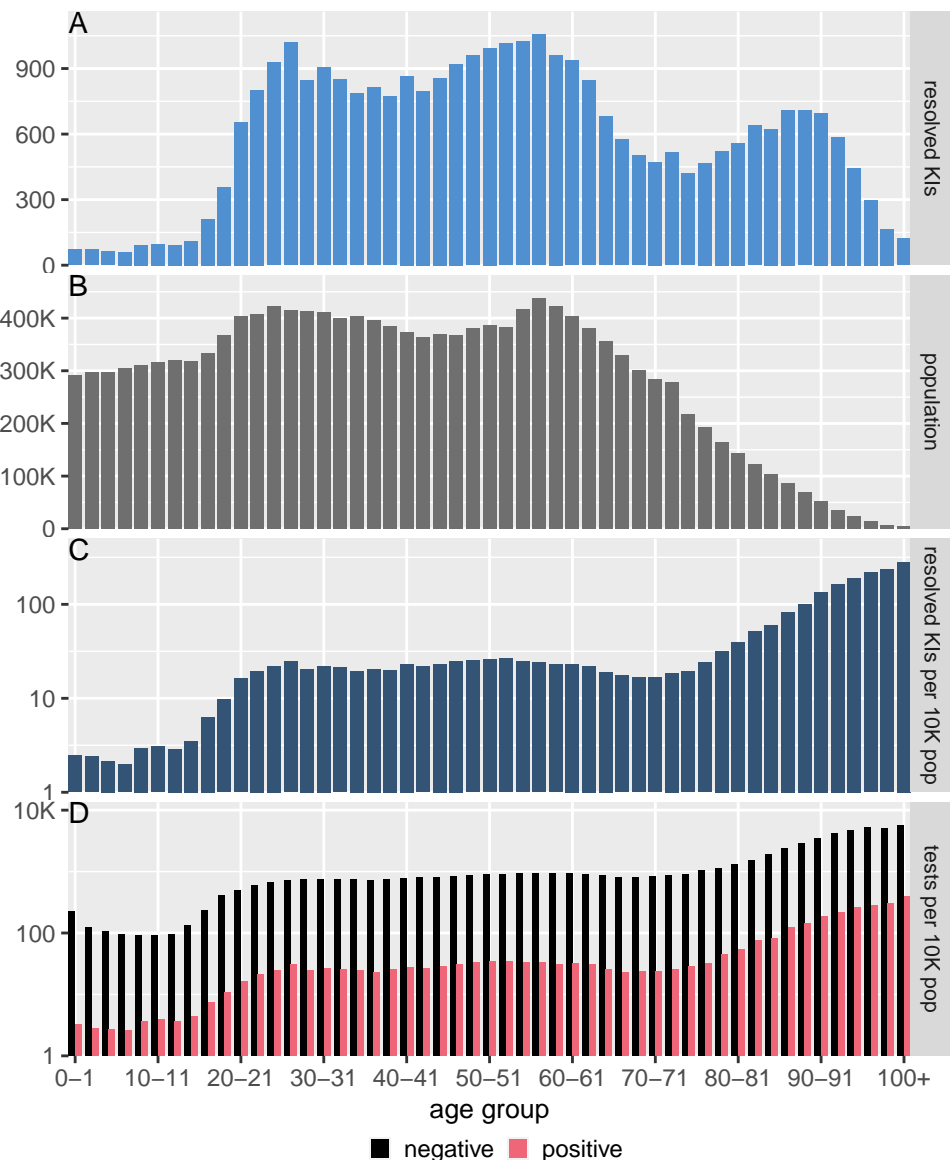 A
900
600
300
0
resolved KIs
B
400K
300K
200K
100K
0
population
C
100
10
1
resolved KIs per 10K pop
D
10K
100
1
tests per 10K pop
0–1 10–11 20–21 30–31 40–41 50–51 60–61 70–71 80–81 90–91 100+
age group
negative positive